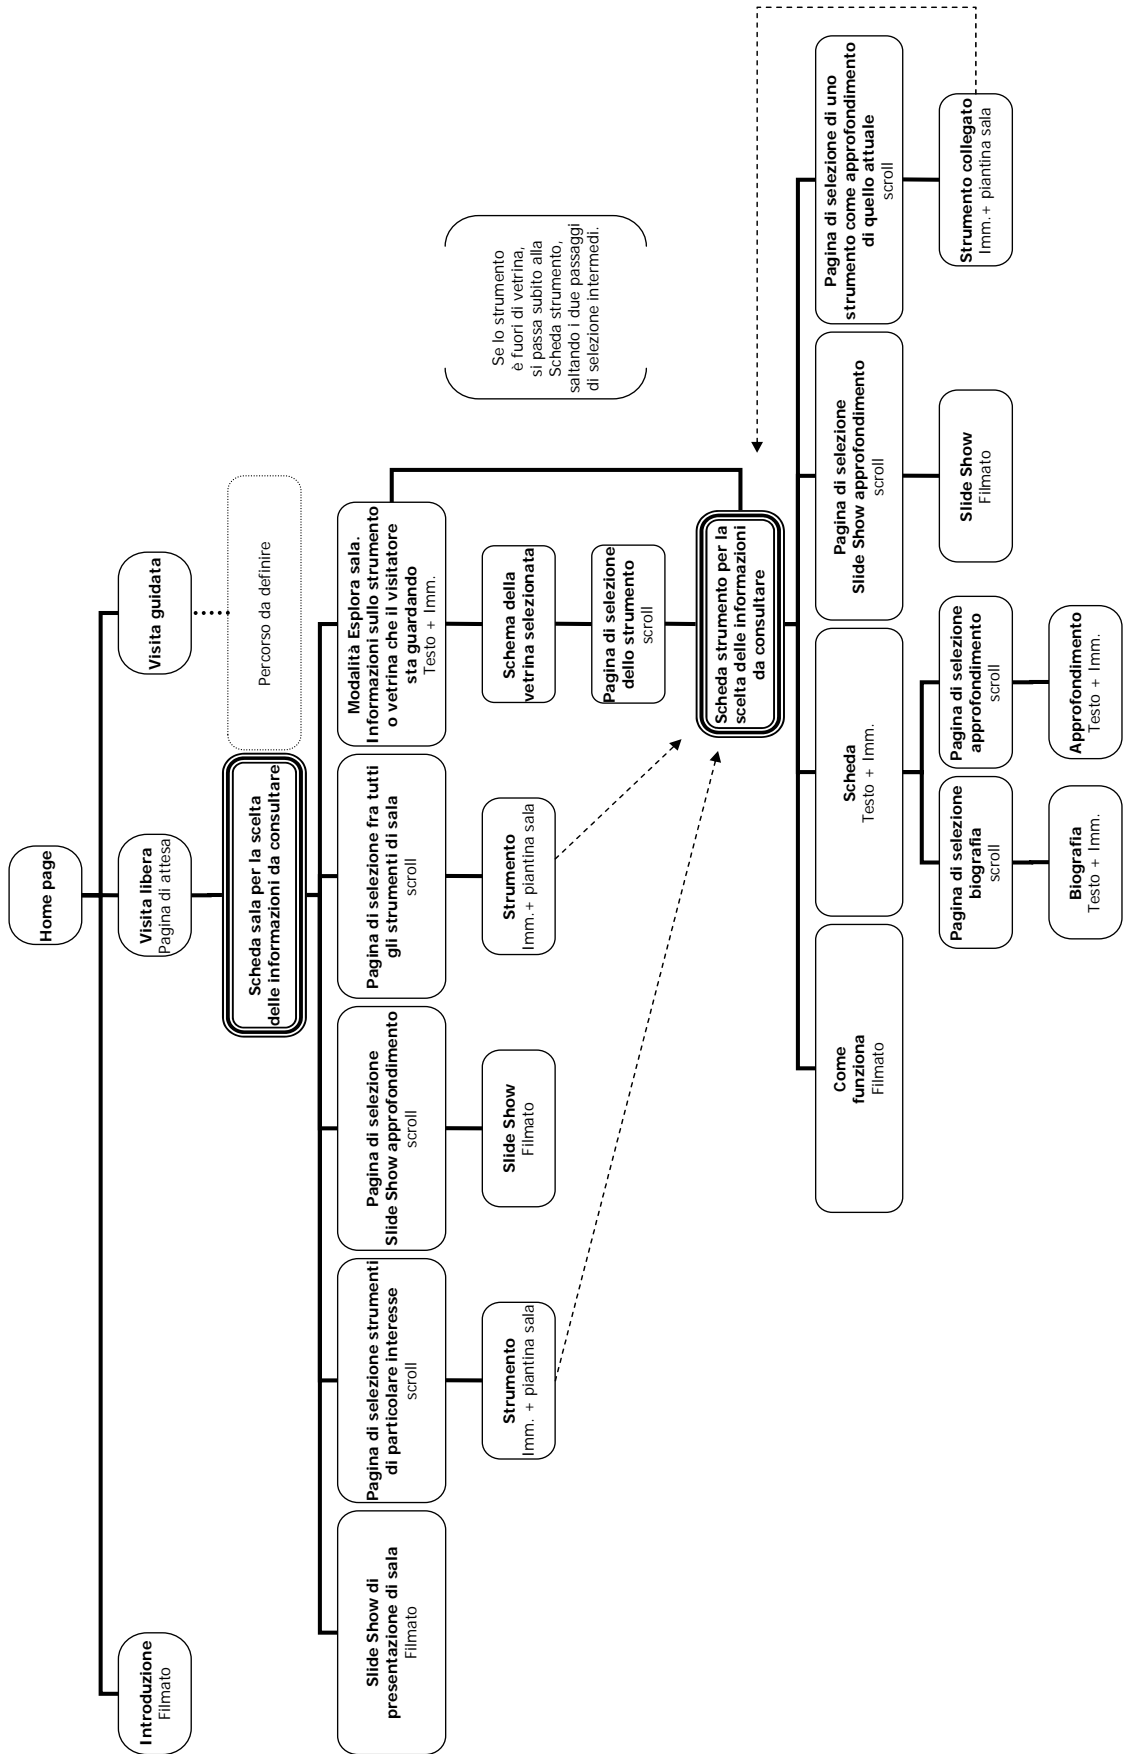 Home page
Introduzione
Filmato
Visita libera
Pagina di attesa
Visita guidata
Scheda sala per la scelta
delle informazioni da consultare
Percorso da definire
Slide Show di
presentazione di sala
Filmato
Pagina di selezione strumenti
di particolare interesse
scroll
Pagina di selezione
Slide Show approfondimento
scroll
Pagina di selezione fra tutti
gli strumenti di sala
scroll
Modalità Esplora sala.
Informazioni sullo strumento
o vetrina che il visitatore
sta guardando
Testo + Imm.
Strumento
Imm. + piantina sala
Slide Show
Filmato
Strumento
Imm.+ piantina sala
Schema della
vetrina selezionata
Se lo strumento
è fuori di vetrina,
si passa subito alla
Scheda strumento,
saltando i due passaggi
di selezione intermedi.
Pagina di selezione
dello strumento
scroll
Scheda strumento per la
scelta delle informazioni
da consultare
Come
funziona
Filmato
Scheda
Testo + Imm.
Pagina di selezione
Slide Show approfondimento
scroll
Pagina di selezione di uno
strumento come approfondimento
di quello attuale
scroll
Pagina di selezione
biografia
scroll
Pagina di selezione
approfondimento
scroll
Slide Show
Filmato
Strumento collegato
Imm.+ piantina sala
Biografia
Testo + Imm.
Approfondimento
Testo + Imm.